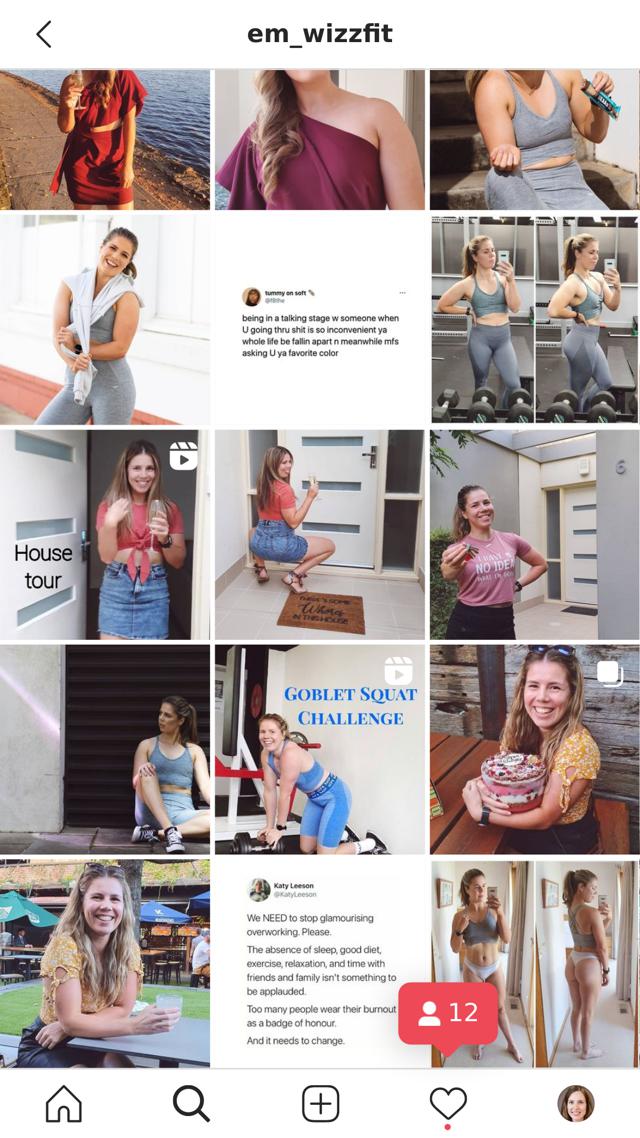 em_wizzfit
tummy on soft
@f8the
being in a talking stage w someone when
U going thru shit is so inconvenient ya
whole life be fallin apart n meanwhile mfs
asking U ya favorite color
House
tour
THERE'S SOME
Whores
IN THIS HOUSE
6
I HAVE
NO IDEA
WHAT I'M DOING
GOBLET SQUAT
CHALLENGE
Katy Leeson
@KatyLeeson
We NEED to stop glamourising
overworking. Please.
The absence of sleep, good diet,
exercise, relaxation, and time with
friends and family isn't something to
be applauded.
Too many people wear their burnout
as a badge of honour.
And it needs to change.
12